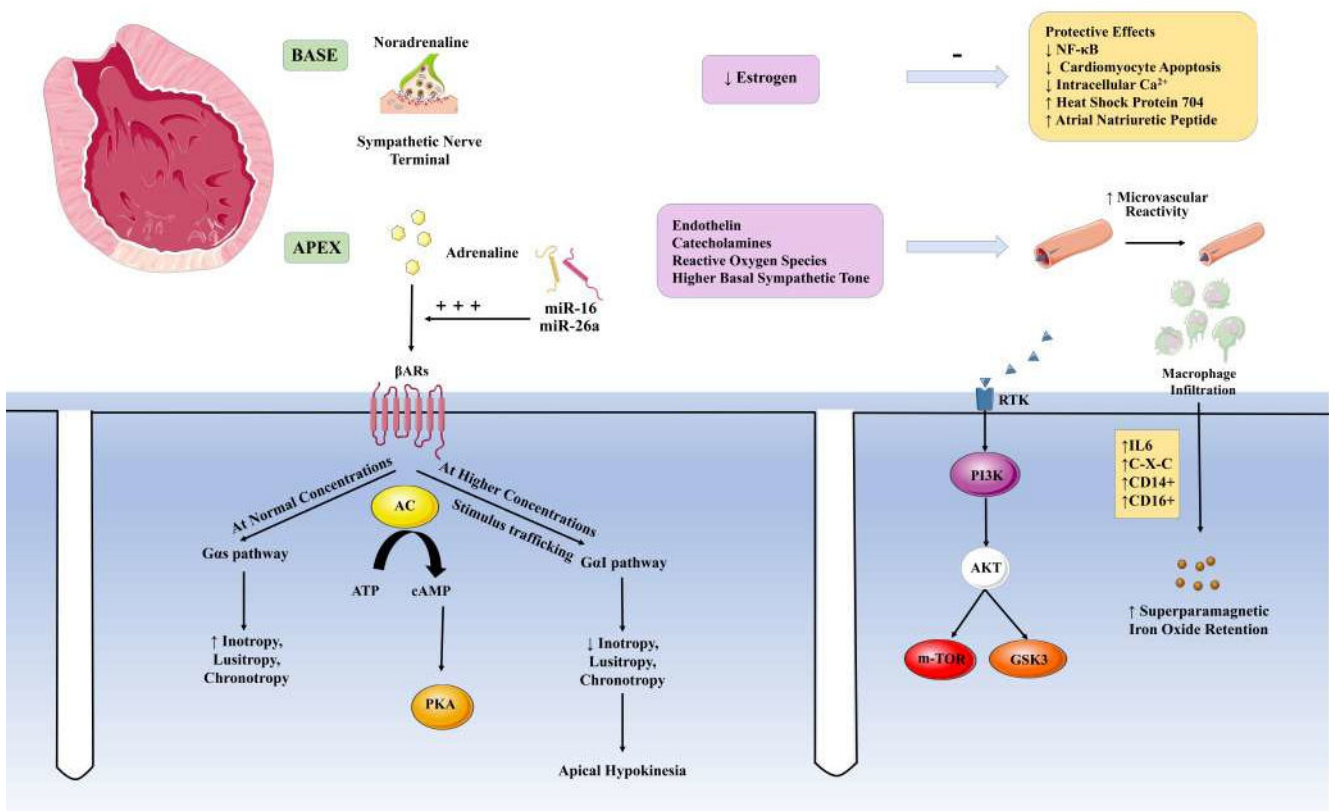 BASE
Noradrenaline
Sympathetic Nerve
Terminal
APEX
Adrenaline
+ + +
miR-16
miR-26a
βARs
↓ Estrogen
-
Protective Effects
↓ NF-κB
↓ Cardiomyocyte Apoptosis
↓ Intracellular Ca²⁺
↑ Heat Shock Protein 704
↑ Atrial Natriuretic Peptide
Endothelin
Catecholamines
Reactive Oxygen Species
Higher Basal Sympathetic Tone
↑ Microvascular
Reactivity
Macrophage
Infiltration
RTK
At Normal Concentrations
At Higher Concentrations
Stimulus trafficking
AC
Gαs pathway
ATP
cAMP
GαI pathway
↑ Inotropy,
Lusitropy,
Chronotropy
PKA
↓ Inotropy,
Lusitropy,
Chronotropy
Apical Hypokinesia
PI3K
AKT
m-TOR
GSK3
↑IL6
↑C-X-C
↑CD14+
↑CD16+
↑ Superparamagnetic
Iron Oxide Retention